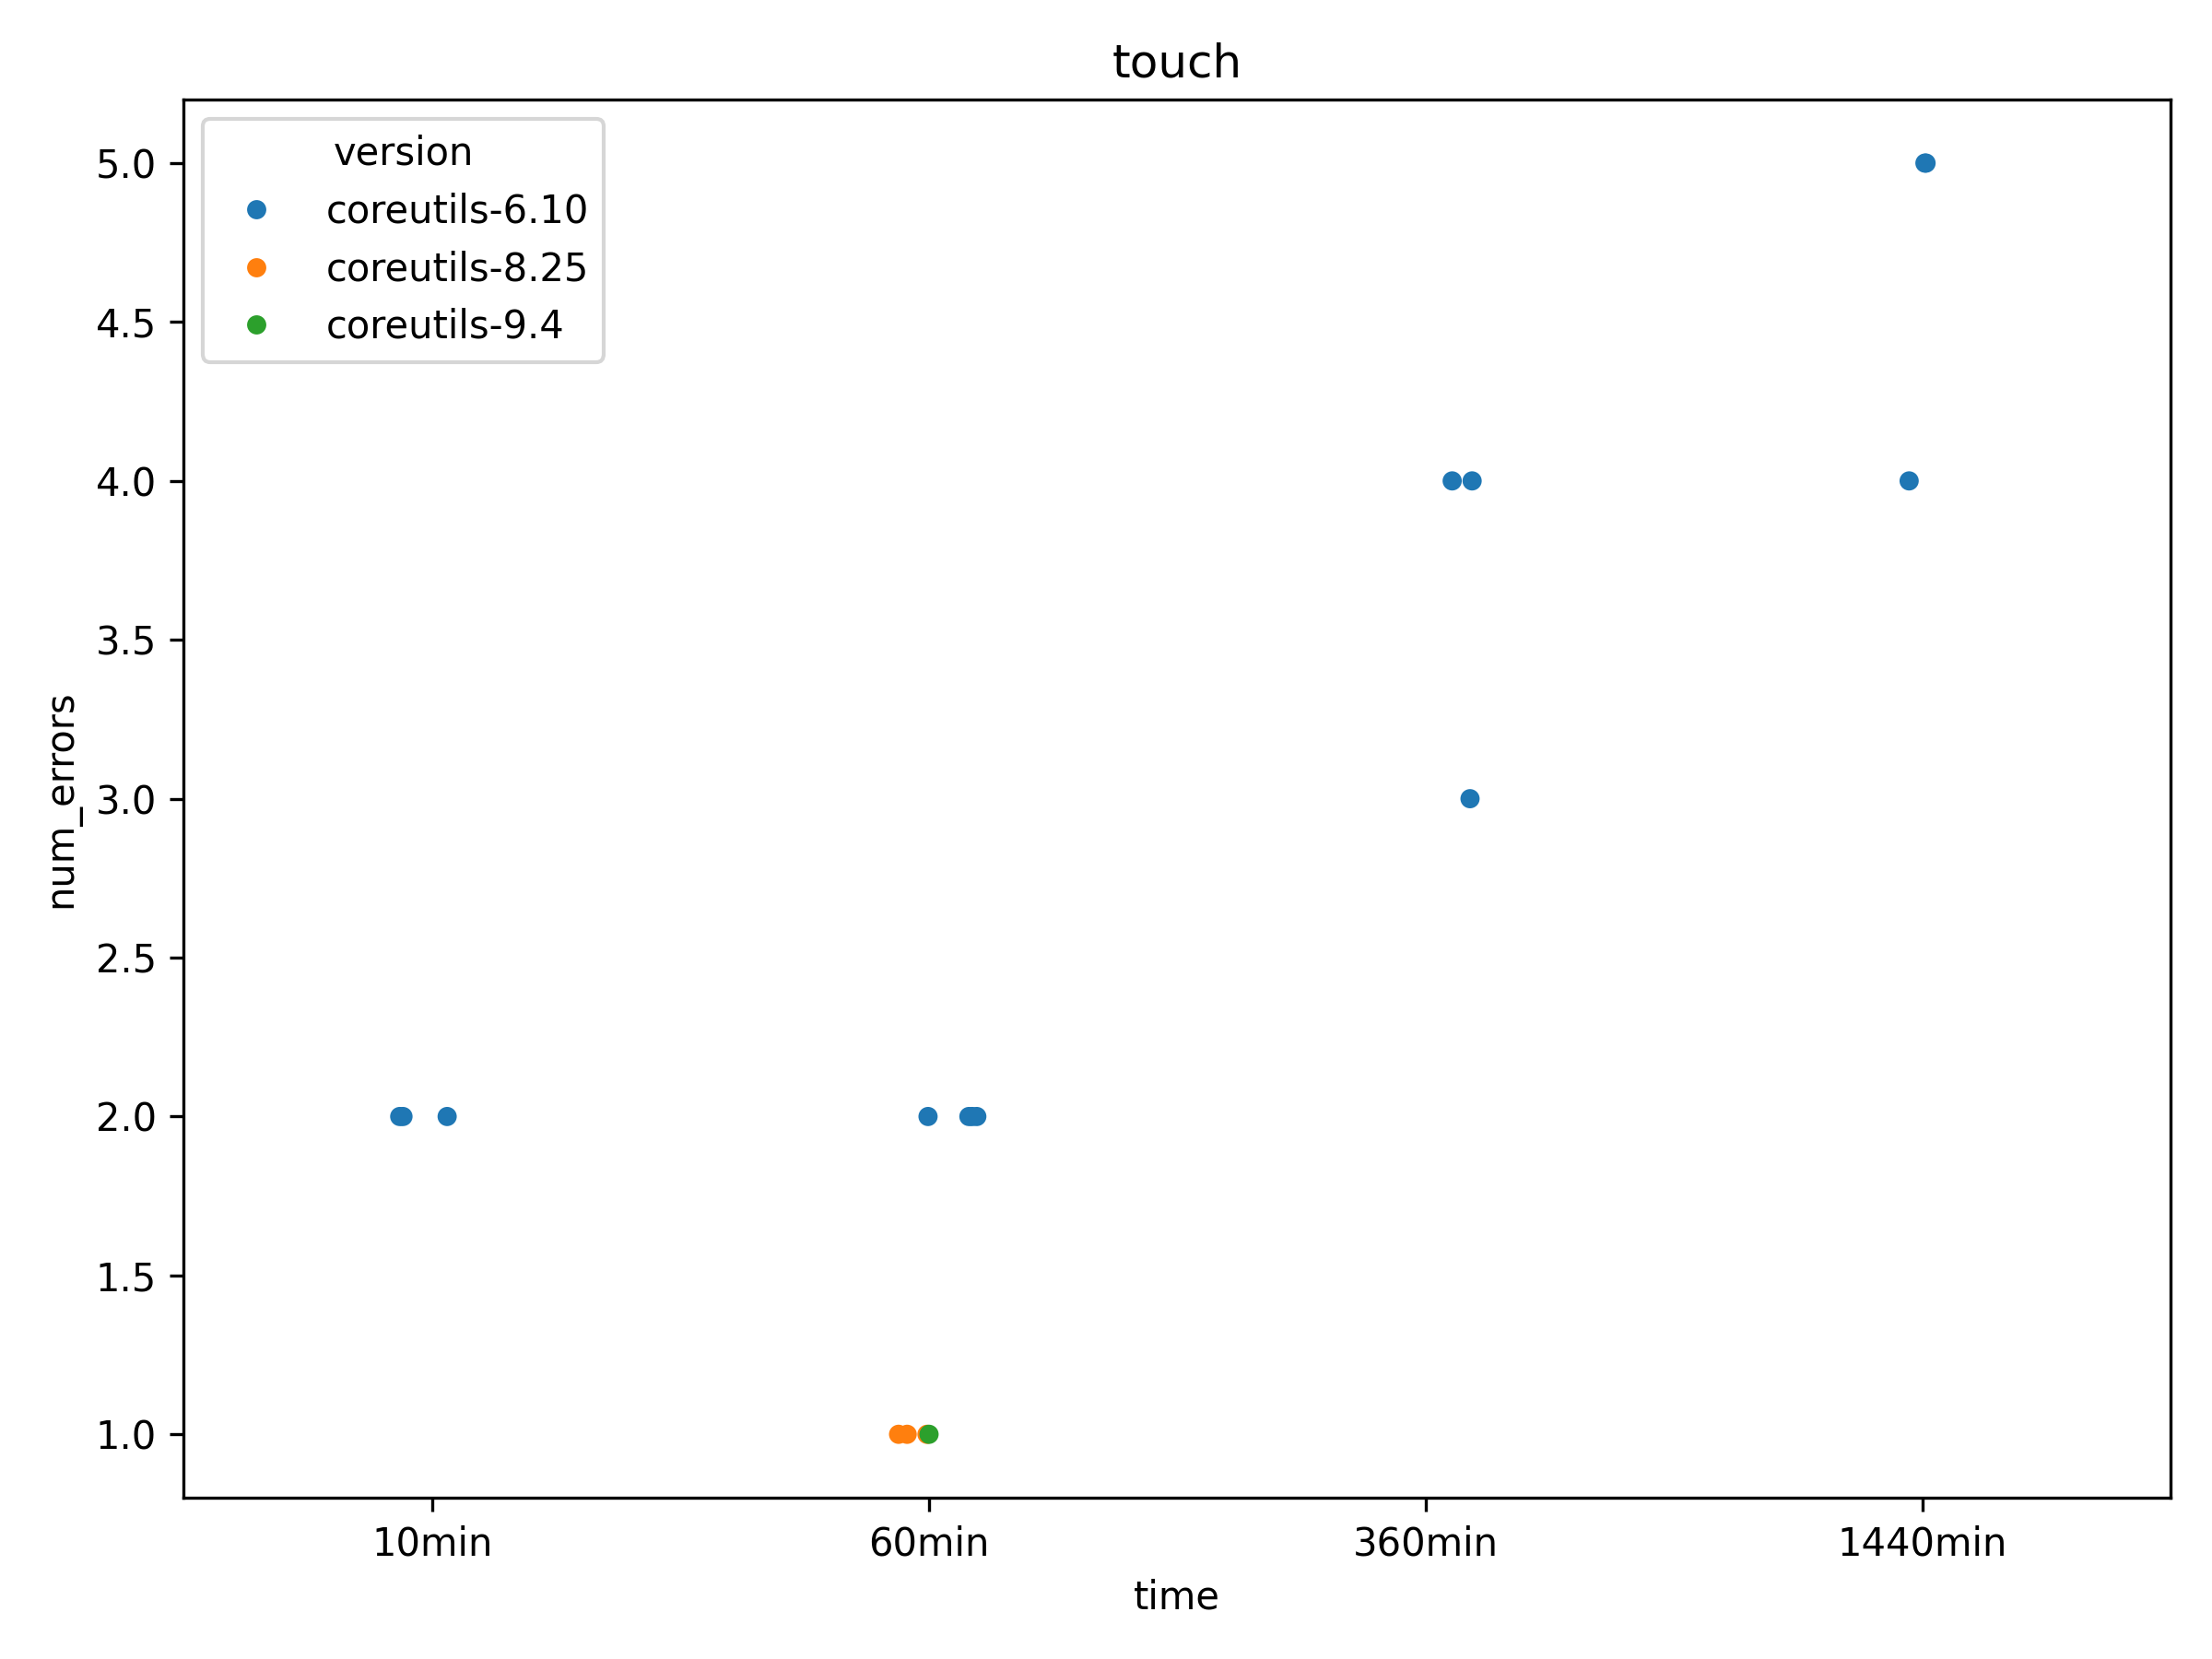 touch
version
coreutils-6.10
coreutils-8.25
coreutils-9.4
5.0
4.5
4.0
3.5
3.0
2.5
2.0
1.5
1.0
num_errors
10min 60min 360min 1440min
time